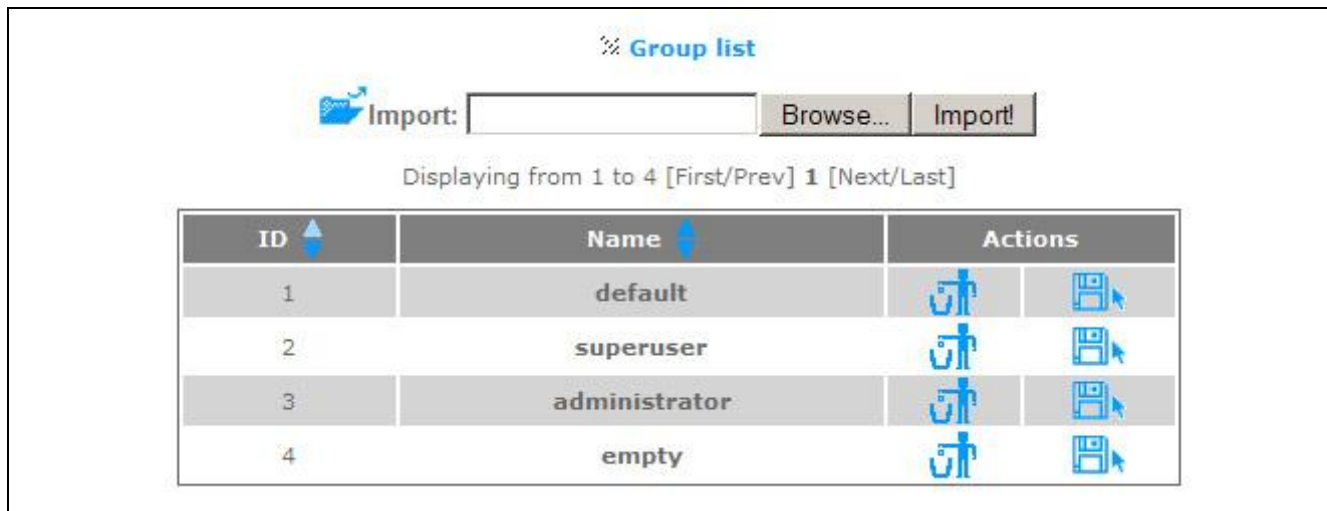 Group list
Import: Browse... Import!
Displaying from 1 to 4 [First/Prev] 1 [Next/Last]
ID Name Actions
1 default
2 superuser
3 administrator
4 empty